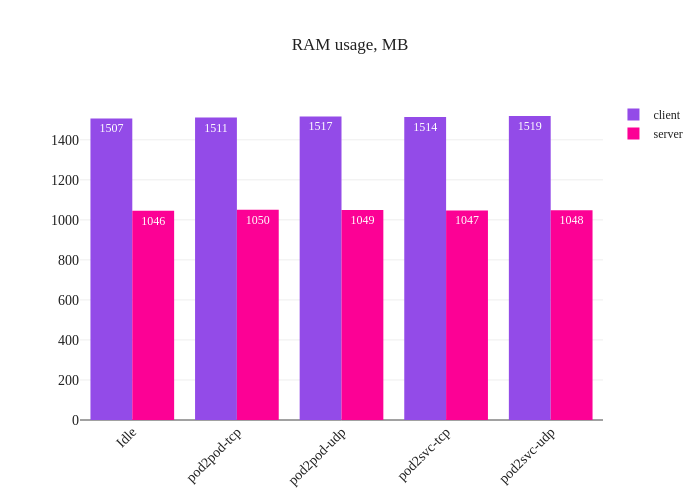 RAM usage, MB
client
server
1507
1511
1517
1514
1519
1046
1050
1049
1047
1048
1400
1200
1000
800
600
400
200
0
Idle
pod2pod-tcp
pod2pod-udp
pod2svc-tcp
pod2svc-udp